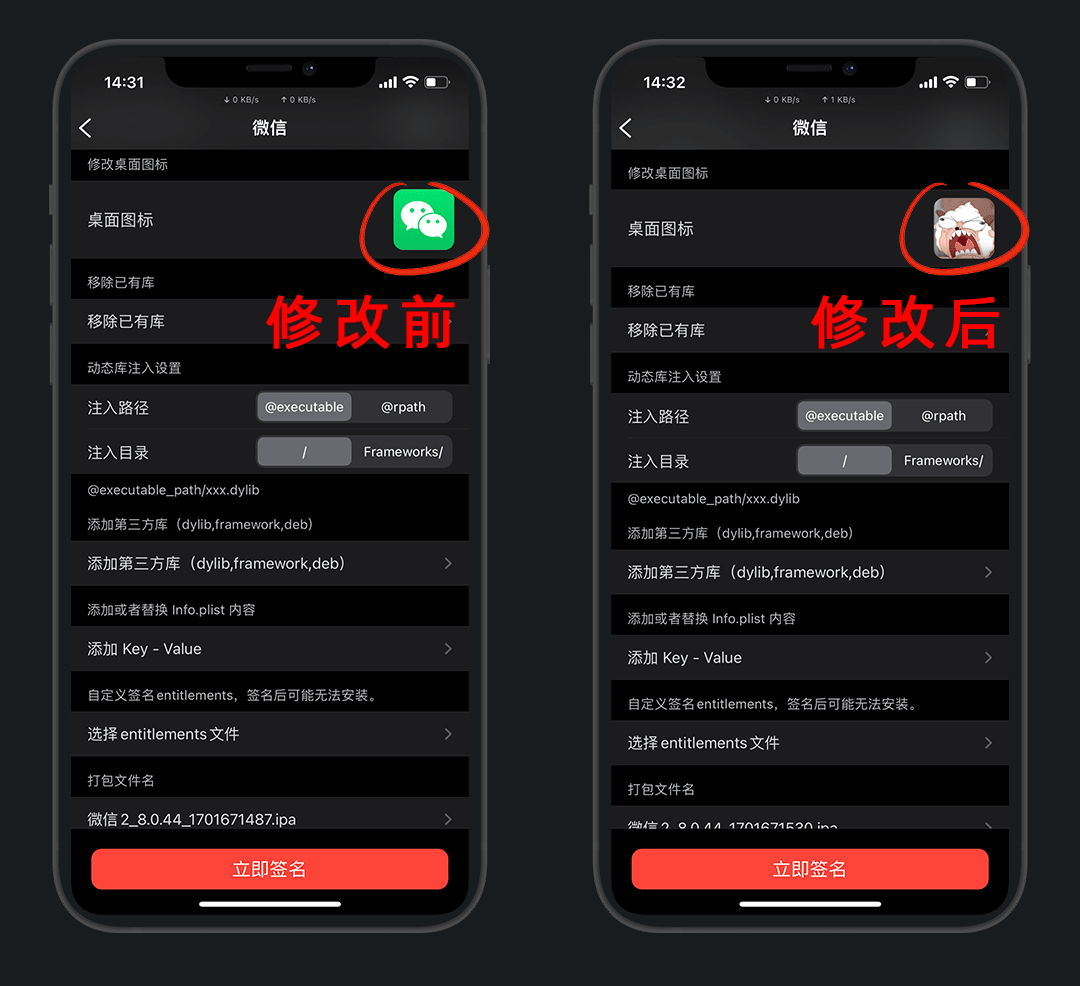 14:31
↓ 0 KB/s ↑ 0 KB/s
微信
修改桌面图标
桌面图标
移除已有库
移除已有库
修改前
动态库注入设置
注入路径 @executable @rpath
注入目录 / Frameworks/
@executable_path/xxx.dylib
添加第三方库（dylib,framework,deb）
添加第三方库（dylib,framework,deb）
添加或者替换 Info.plist 内容
添加 Key – Value
自定义签名entitlements，签名后可能无法安装。
选择 entitlements 文件
打包文件名
微信2_8.0.44_1701671487.ipa
立即签名
14:32
↓ 0 KB/s ↑ 1 KB/s
微信
修改桌面图标
桌面图标
移除已有库
移除已有库
修改后
动态库注入设置
注入路径 @executable @rpath
注入目录 / Frameworks/
@executable_path/xxx.dylib
添加第三方库（dylib,framework,deb）
添加第三方库（dylib,framework,deb）
添加或者替换 Info.plist 内容
添加 Key – Value
自定义签名entitlements，签名后可能无法安装。
选择 entitlements 文件
打包文件名
微信2_8.0.44_1701671530.ipa
立即签名